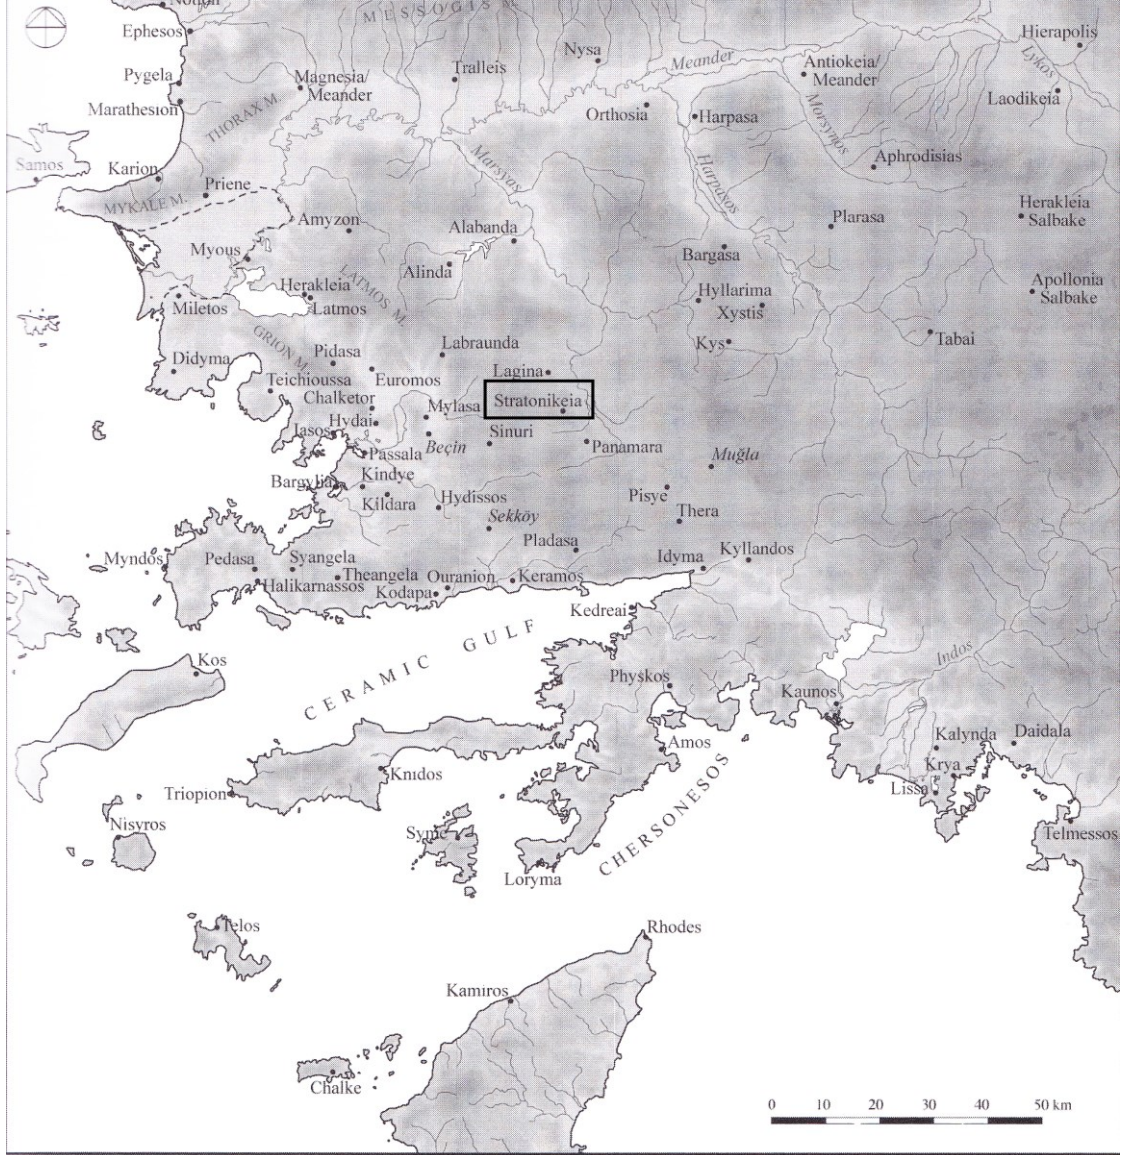 Notion
MESSOGIS M.
Ephesos
Hierapolis
Nysa
Meander
Lykos
Pygela
Magnesia/
Meander
Tralleis
Antiokeia/
Meander
Laodikeia
Marathesion
THORAX M.
Orthosia
Harpasa
Morsynos
Samos
Karion
Marsyas
Harpasos
Aphrodisias
MYKALE M.
Priene
Herakleia
Salbake
Amyzon
Alabanda
Plarasa
Myous
Alinda
Bargasa
Herakleia
Latmos
LATMOS M.
Hyllarima
Xystis
Apollonia
Salbake
Miletos
GRION M.
Labraunda
Kys
Tabai
Didyma
Pidasa
Euromos
Lagina
Teichioussa
Chalketor
Mylasa
Stratonikeia
Hydai
Iasos
Beçin
Sinuri
Panamara
Passala
Muğla
Bargylia
Kindye
Kildara
Hydissos
Pisye
Sekköy
Thera
Pladasa
Myndos
Pedasa
Syangela
Theangela
Halikarnassos
Ouranion
Kodapa
Keramos
Idyma
Kyllandos
Kedreai
CERAMIC GULF
Kos
Physkos
Indos
Kaunos
Amos
Kalynda
Daidala
Knidos
Krya
Lissa
Triopion
CHERSONESOS
Nisyros
Syme
Telmessos
Loryma
Telos
Rhodes
Kamiros
Chalke
0 10 20 30 40 50 km